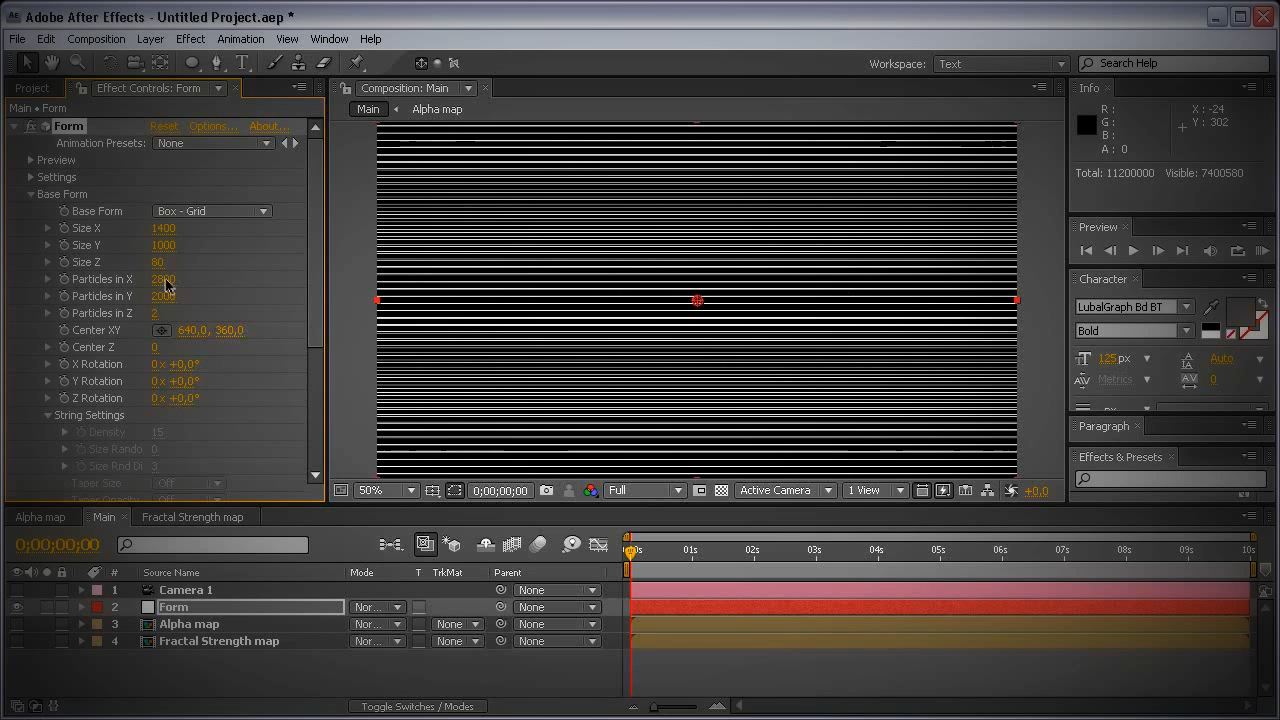 Adobe After Effects - Untitled Project.aep *
File Edit Composition Layer Effect Animation View Window Help
Workspace: Text Search Help
Project Effect Controls: Form
Main • Form
fx Form Reset Options... About...
Animation Presets: None
Preview
Settings
Base Form
Base Form Box - Grid
Size X 1400
Size Y 1000
Size Z 80
Particles in X 2800
Particles in Y 2000
Particles in Z 2
Center XY 640,0, 360,0
Center Z 0
X Rotation 0x +0,0°
Y Rotation 0x +0,0°
Z Rotation 0x +0,0°
String Settings
Density 15
Size Rando 0
Size Rnd Di 3
Taper Size Off
Taper Opacity Off
Composition: Main
Main Alpha map
50% 0;00;00;00 Full Active Camera 1 View +0,0
Info
R : X : -24
G : Y : 302
B :
A : 0
Total: 11200000 Visible: 7400580
Preview
Character
LubalGraph Bd BT
Bold
125 px Auto
Metrics 0
px
Paragraph
Effects & Presets
Alpha map Main Fractal Strength map
0;00;00;00
01s 02s 03s 04s 05s 06s 07s 08s 09s 10s
# Source Name Mode T TrkMat Parent
1 Camera 1 None
2 Form Nor... None
3 Alpha map Nor... None None
4 Fractal Strength map Nor... None None
Toggle Switches / Modes